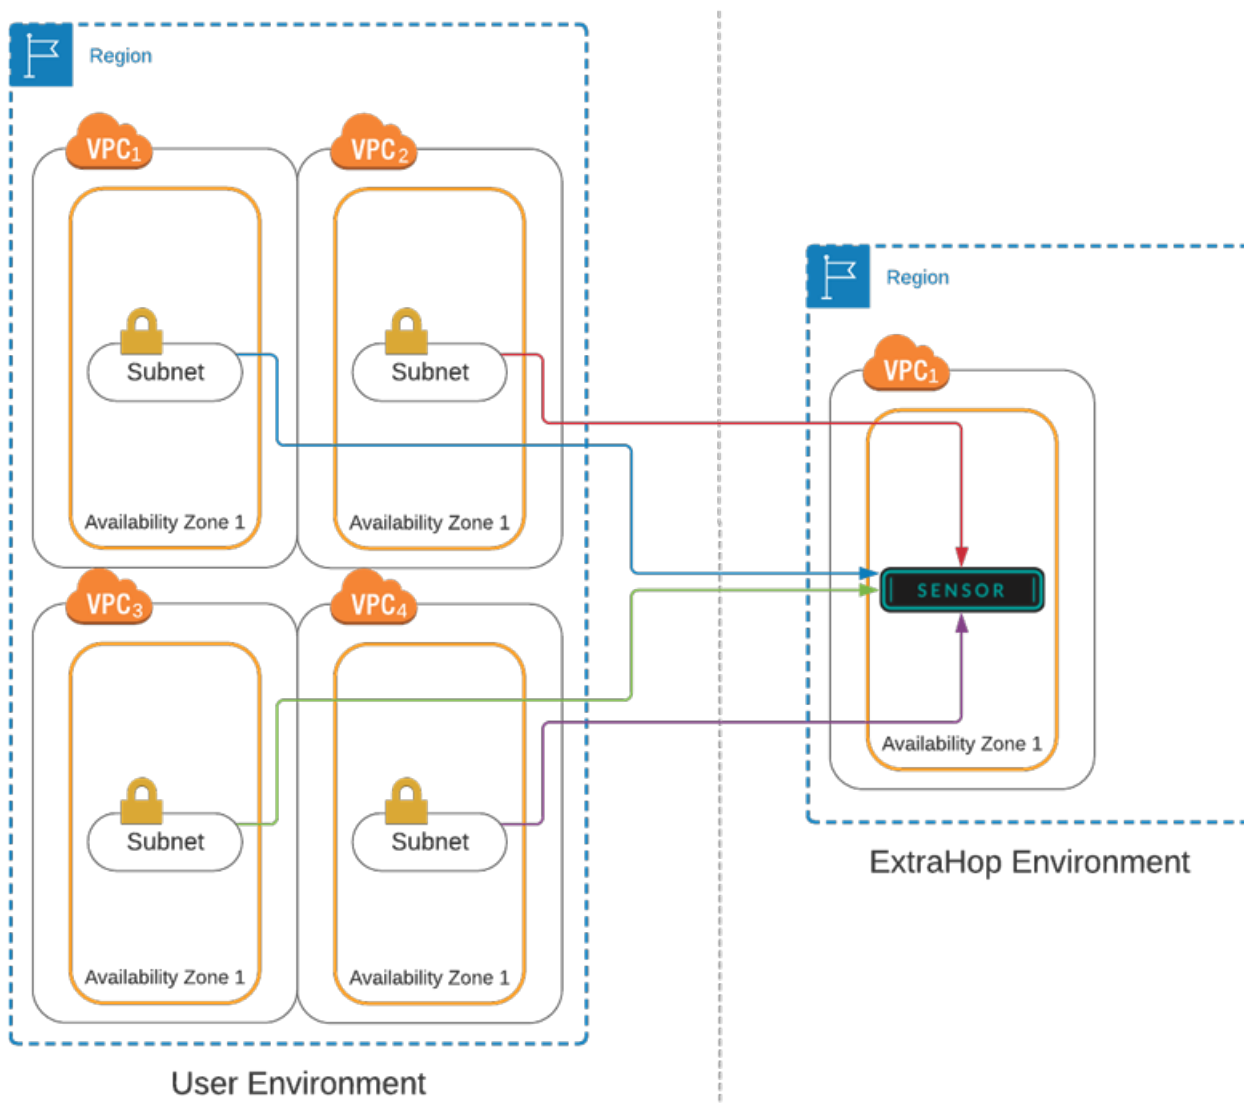 Region
VPC₁
VPC₂
Subnet
Subnet
Availability Zone 1
Availability Zone 1
VPC₃
VPC₄
Subnet
Subnet
Availability Zone 1
Availability Zone 1
User Environment
Region
VPC₁
SENSOR
Availability Zone 1
ExtraHop Environment